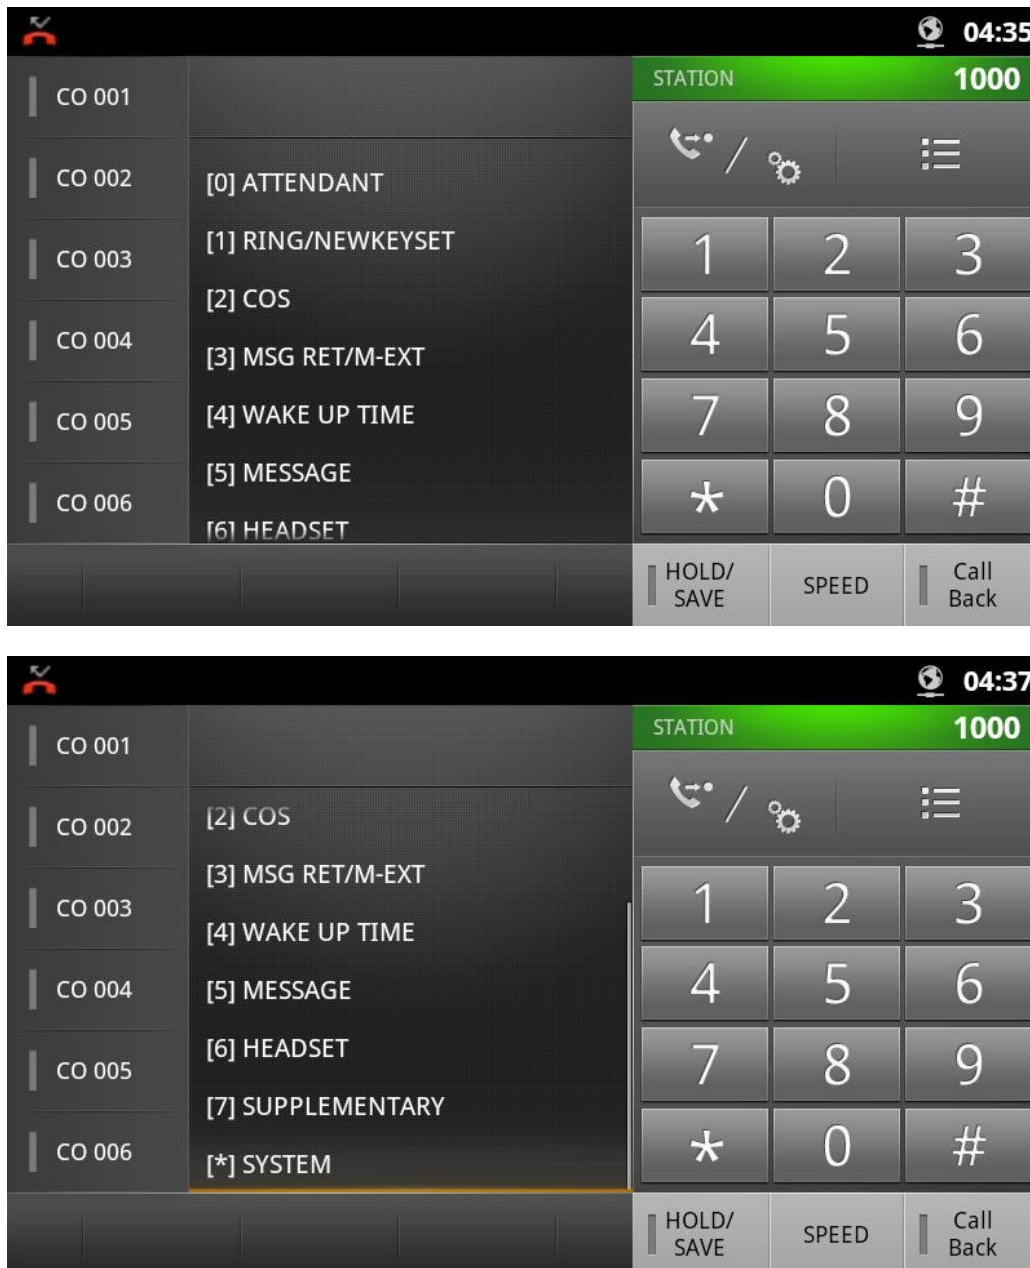 04:35
STATION 1000
CO 001
CO 002
CO 003
CO 004
CO 005
CO 006
[0] ATTENDANT
[1] RING/NEWKEYSET
[2] COS
[3] MSG RET/M-EXT
[4] WAKE UP TIME
[5] MESSAGE
[6] HEADSET
1 2 3
4 5 6
7 8 9
* 0 #
HOLD/
SAVE
SPEED
Call
Back
04:37
STATION 1000
CO 001
CO 002
CO 003
CO 004
CO 005
CO 006
[2] COS
[3] MSG RET/M-EXT
[4] WAKE UP TIME
[5] MESSAGE
[6] HEADSET
[7] SUPPLEMENTARY
[*] SYSTEM
1 2 3
4 5 6
7 8 9
* 0 #
HOLD/
SAVE
SPEED
Call
Back